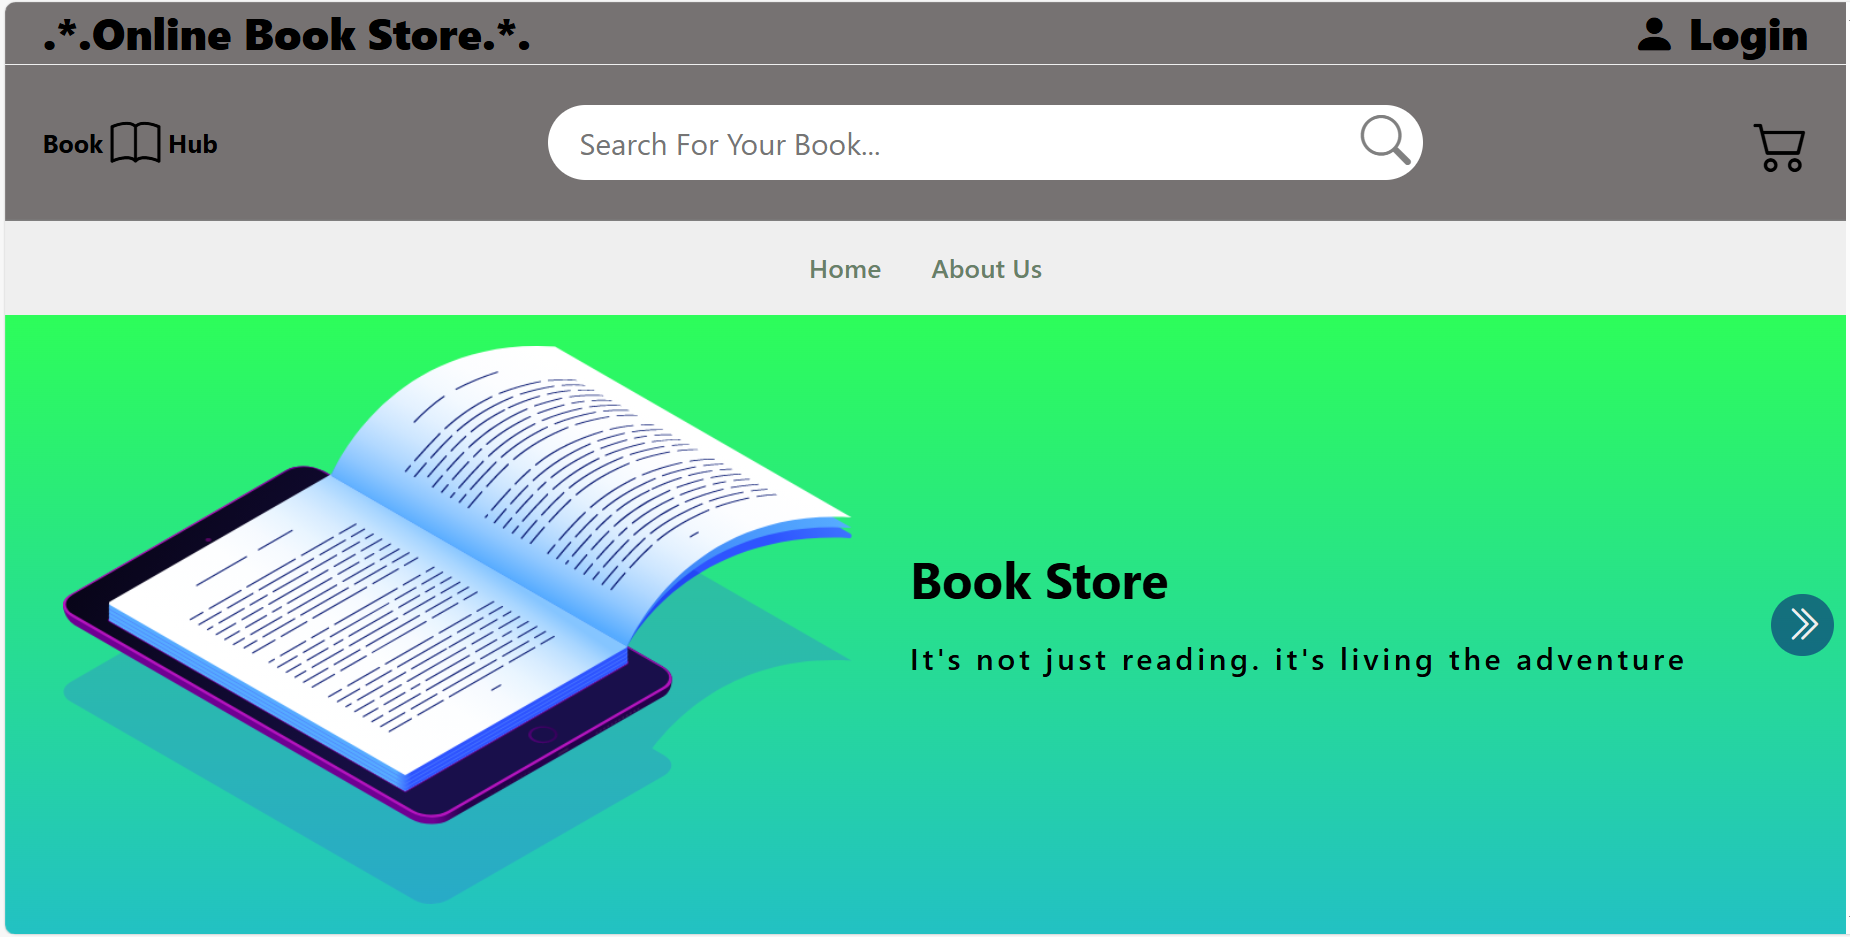 .*.Online Book Store.*.
Login
Book Hub
Search For Your Book...
Home About Us
Book Store
It's not just reading. it's living the adventure